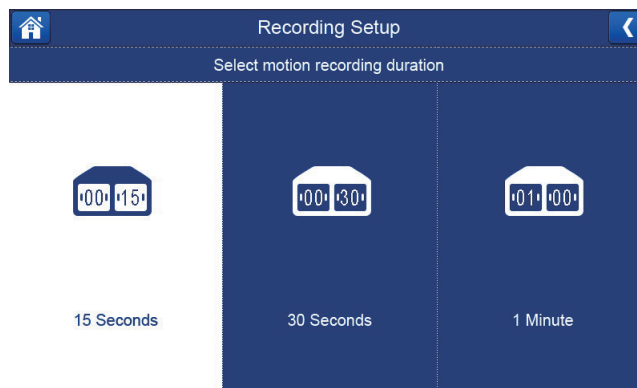 Recording Setup
Select motion recording duration
00 15
00 30
01 00
15 Seconds
30 Seconds
1 Minute